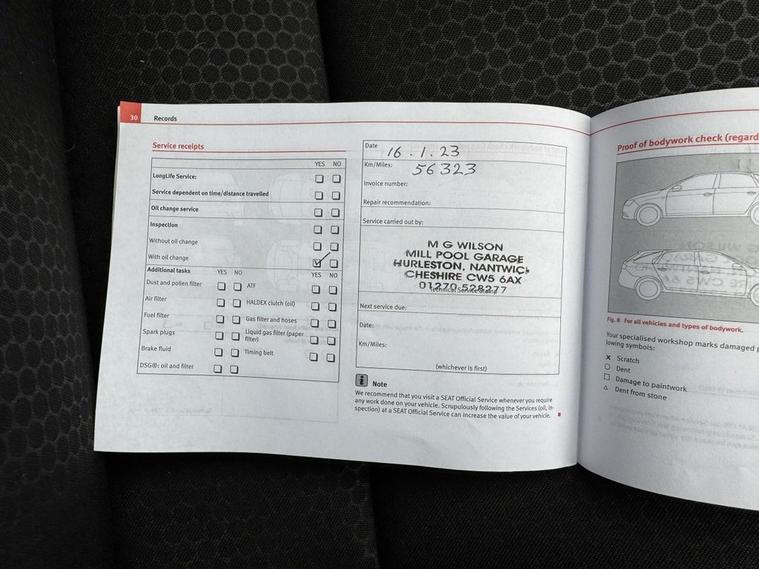 30 Records
Service receipts
YES NO
LongLife Service:
Service dependent on time/distance travelled
Oil change service
Inspection
Without oil change
With oil change
Additional tasks YES NO YES NO
Dust and pollen filter ATF
Air filter HALDEX clutch (oil)
Fuel filter Gas filter and hoses
Spark plugs Liquid gas filter (paper
filter)
Brake fluid Timing belt
DSG®: oil and filter
Date 16.1.23
Km/Miles: 56323
Invoice number:
Repair recommendation:
Service carried out by:
M G WILSON
MILL POOL GARAGE
HURLESTON, NANTWICH
CHESHIRE CW5 6AX
01270 528277
Next service due:
Date:
Km/Miles:
(whichever is first)
i Note
We recommend that you visit a SEAT Official Service whenever you require
any work done on your vehicle. Scrupulously following the Services (oil, in-
spection) at a SEAT Official Service can increase the value of your vehicle.
Proof of bodywork check (regard
Fig. 8 For all vehicles and types of bodywork.
Your specialised workshop marks damaged
lowing symbols:
× Scratch
○ Dent
□ Damage to paintwork
△ Dent from stone